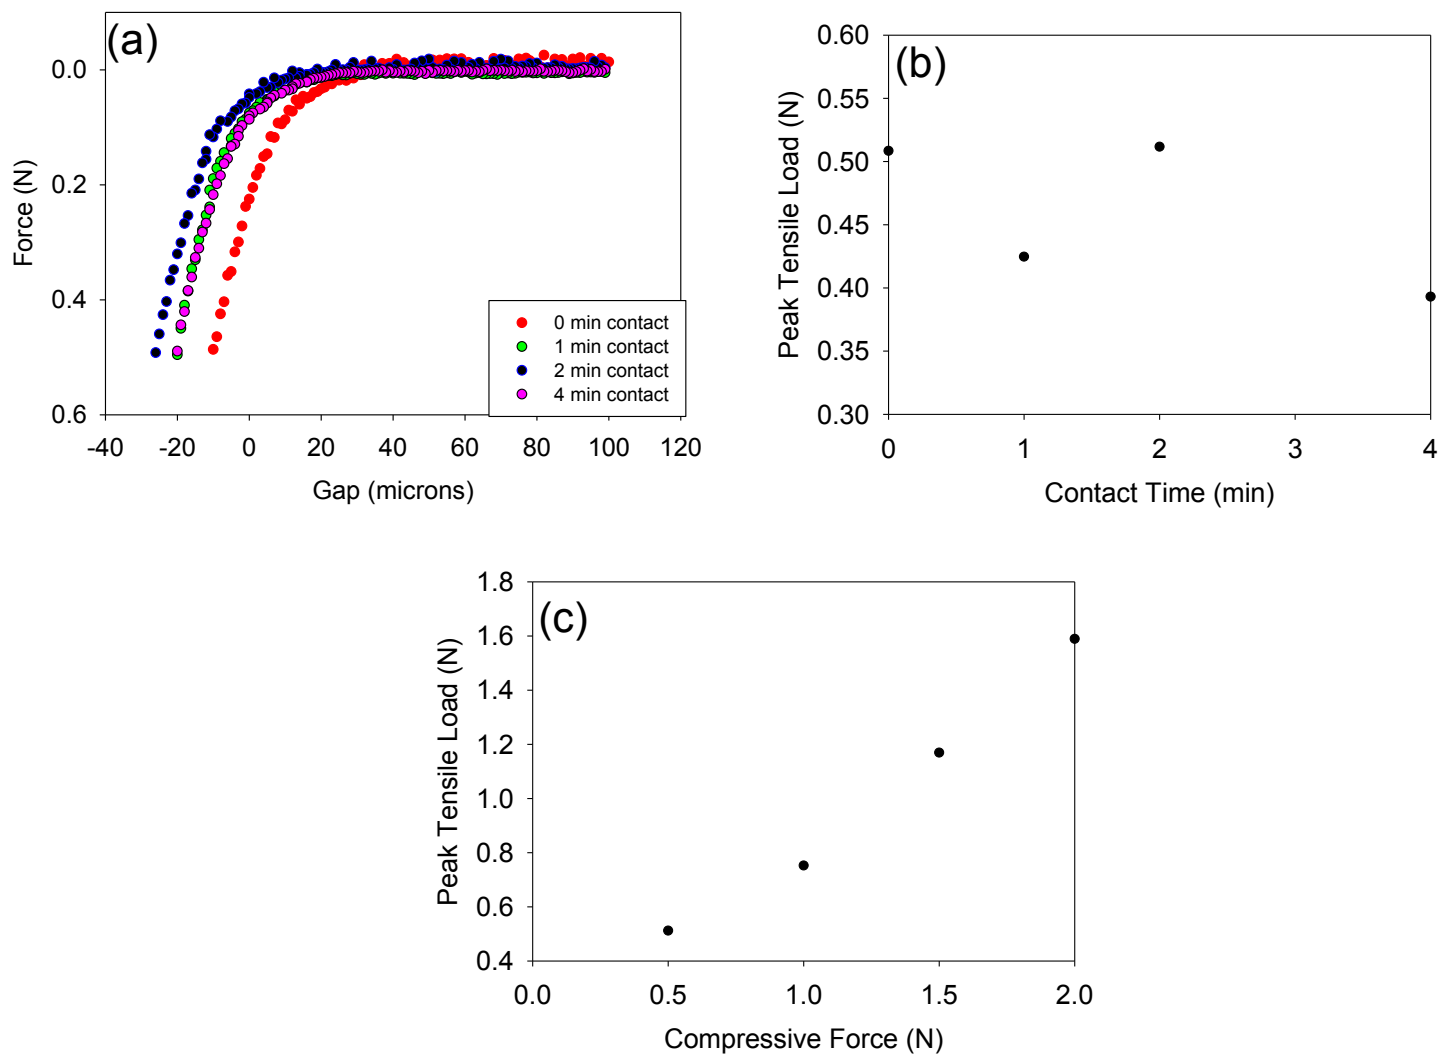 (a)
0.0
0.2
0.4
0.6
Force (N)
-40 -20 0 20 40 60 80 100 120
Gap (microns)
0 min contact
1 min contact
2 min contact
4 min contact
(b)
0.60
0.55
0.50
0.45
0.40
0.35
0.30
Peak Tensile Load (N)
0 1 2 3 4
Contact Time (min)
(c)
1.8
1.6
1.4
1.2
1.0
0.8
0.6
0.4
Peak Tensile Load (N)
0.0 0.5 1.0 1.5 2.0
Compressive Force (N)